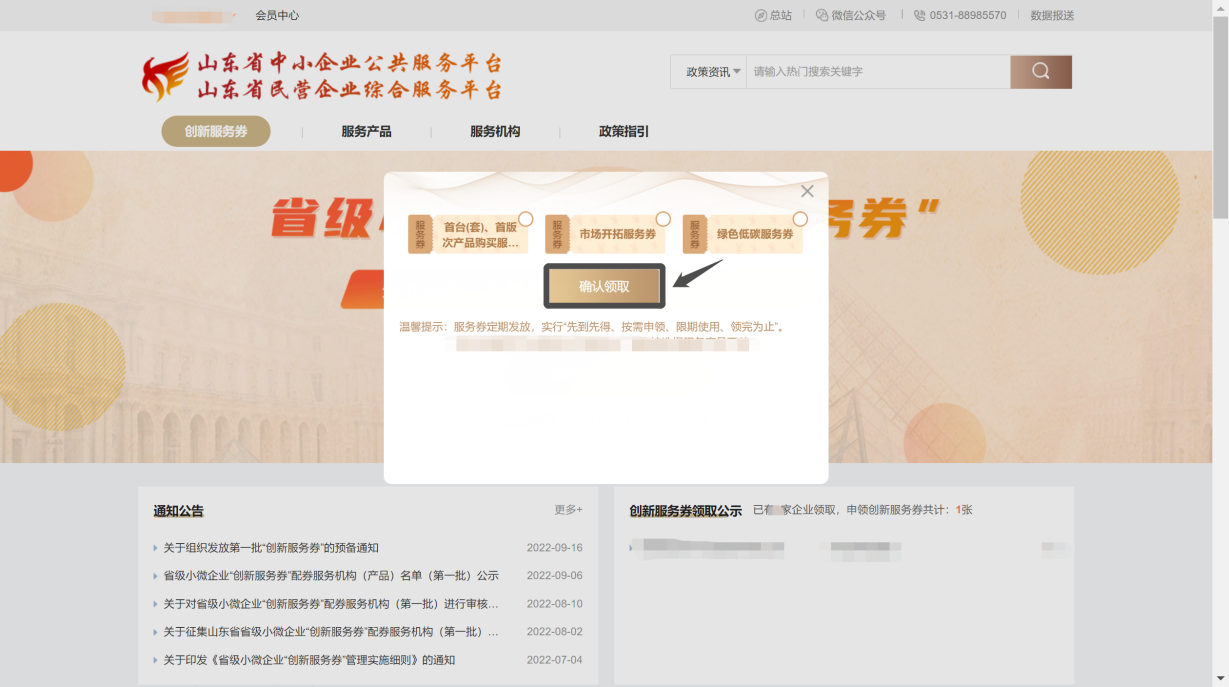 会员中心
总站
微信公众号
0531-88985570
数据报送
山东省中小企业公共服务平台
山东省民营企业综合服务平台
政策资讯
请输入热门搜索关键字
创新服务券
服务产品
服务机构
政策指引
省级
务券”
服务券
首台(套)、首版
次产品购买服...
服务券
市场开拓服务券
服务券
绿色低碳服务券
确认领取
温馨提示：服务券定期发放，实行“先到先得、按需申领、限期使用、领完为止”。
通知公告
更多+
关于组织发放第一批“创新服务券”的预备通知 2022-09-16
省级小微企业“创新服务券”配券服务机构（产品）名单（第一批）公示 2022-09-06
关于对省级小微企业“创新服务券”配券服务机构（第一批）进行审核... 2022-08-10
关于征集山东省省级小微企业“创新服务券”配券服务机构（第一批）... 2022-08-02
关于印发《省级小微企业“创新服务券”管理实施细则》的通知 2022-07-04
创新服务券领取公示
已有 家企业领取，申领创新服务券共计：1张